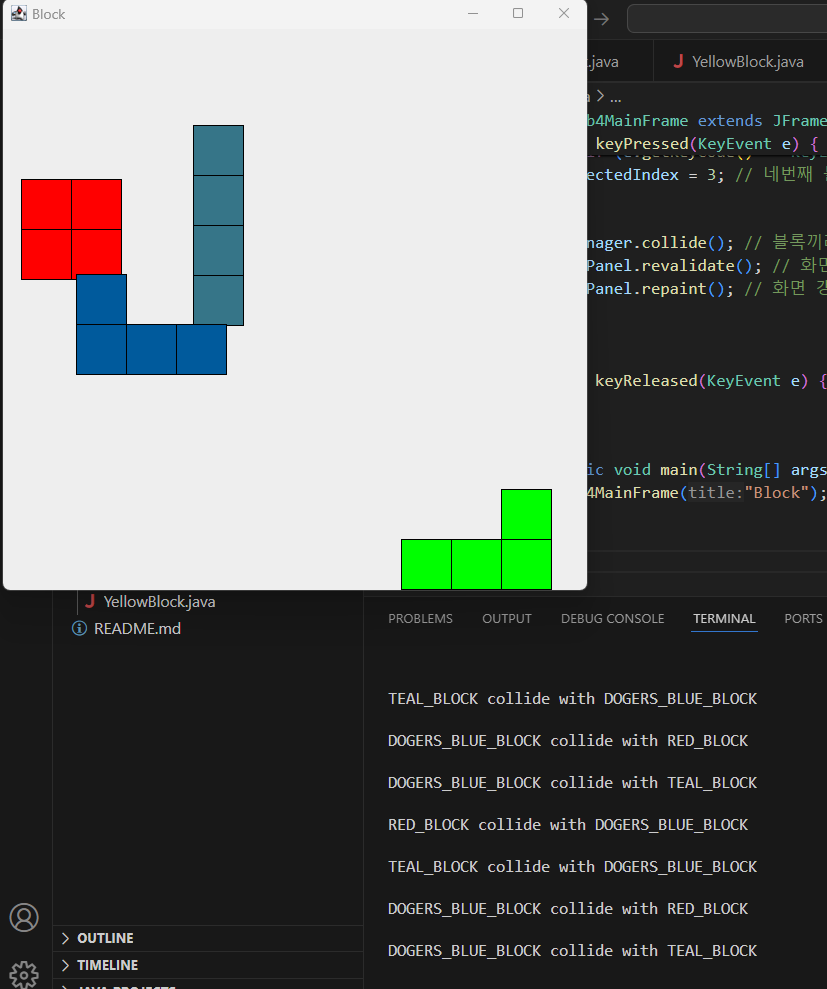 Block
.java
YellowBlock.java
...
b4MainFrame extends JFrame
keyPressed(KeyEvent e) {
ectedIndex = 3; // 네번째
nager.collide(); // 블록끼리
Panel.revalidate(); // 화면
Panel.repaint(); // 화면 갱
keyReleased(KeyEvent e) {
ic void main(String[] args
4MainFrame(title:"Block");
YellowBlock.java
README.md
PROBLEMS OUTPUT DEBUG CONSOLE TERMINAL PORTS
TEAL_BLOCK collide with DOGERS_BLUE_BLOCK
DOGERS_BLUE_BLOCK collide with RED_BLOCK
DOGERS_BLUE_BLOCK collide with TEAL_BLOCK
RED_BLOCK collide with DOGERS_BLUE_BLOCK
TEAL_BLOCK collide with DOGERS_BLUE_BLOCK
DOGERS_BLUE_BLOCK collide with RED_BLOCK
DOGERS_BLUE_BLOCK collide with TEAL_BLOCK
OUTLINE
TIMELINE
JAVA PROJECTS